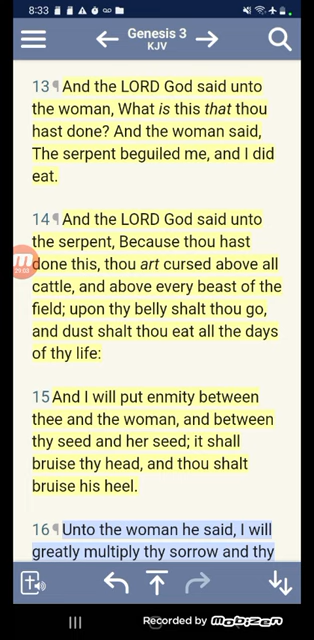 8:33
Genesis 3
KJV
13 ¶ And the LORD God said unto
the woman, What is this that thou
hast done? And the woman said,
The serpent beguiled me, and I did
eat.
14 ¶ And the LORD God said unto
the serpent, Because thou hast
done this, thou art cursed above all
cattle, and above every beast of the
field; upon thy belly shalt thou go,
and dust shalt thou eat all the days
of thy life:
15 And I will put enmity between
thee and the woman, and between
thy seed and her seed; it shall
bruise thy head, and thou shalt
bruise his heel.
16 ¶ Unto the woman he said, I will
greatly multiply thy sorrow and thy
Recorded by mobizen